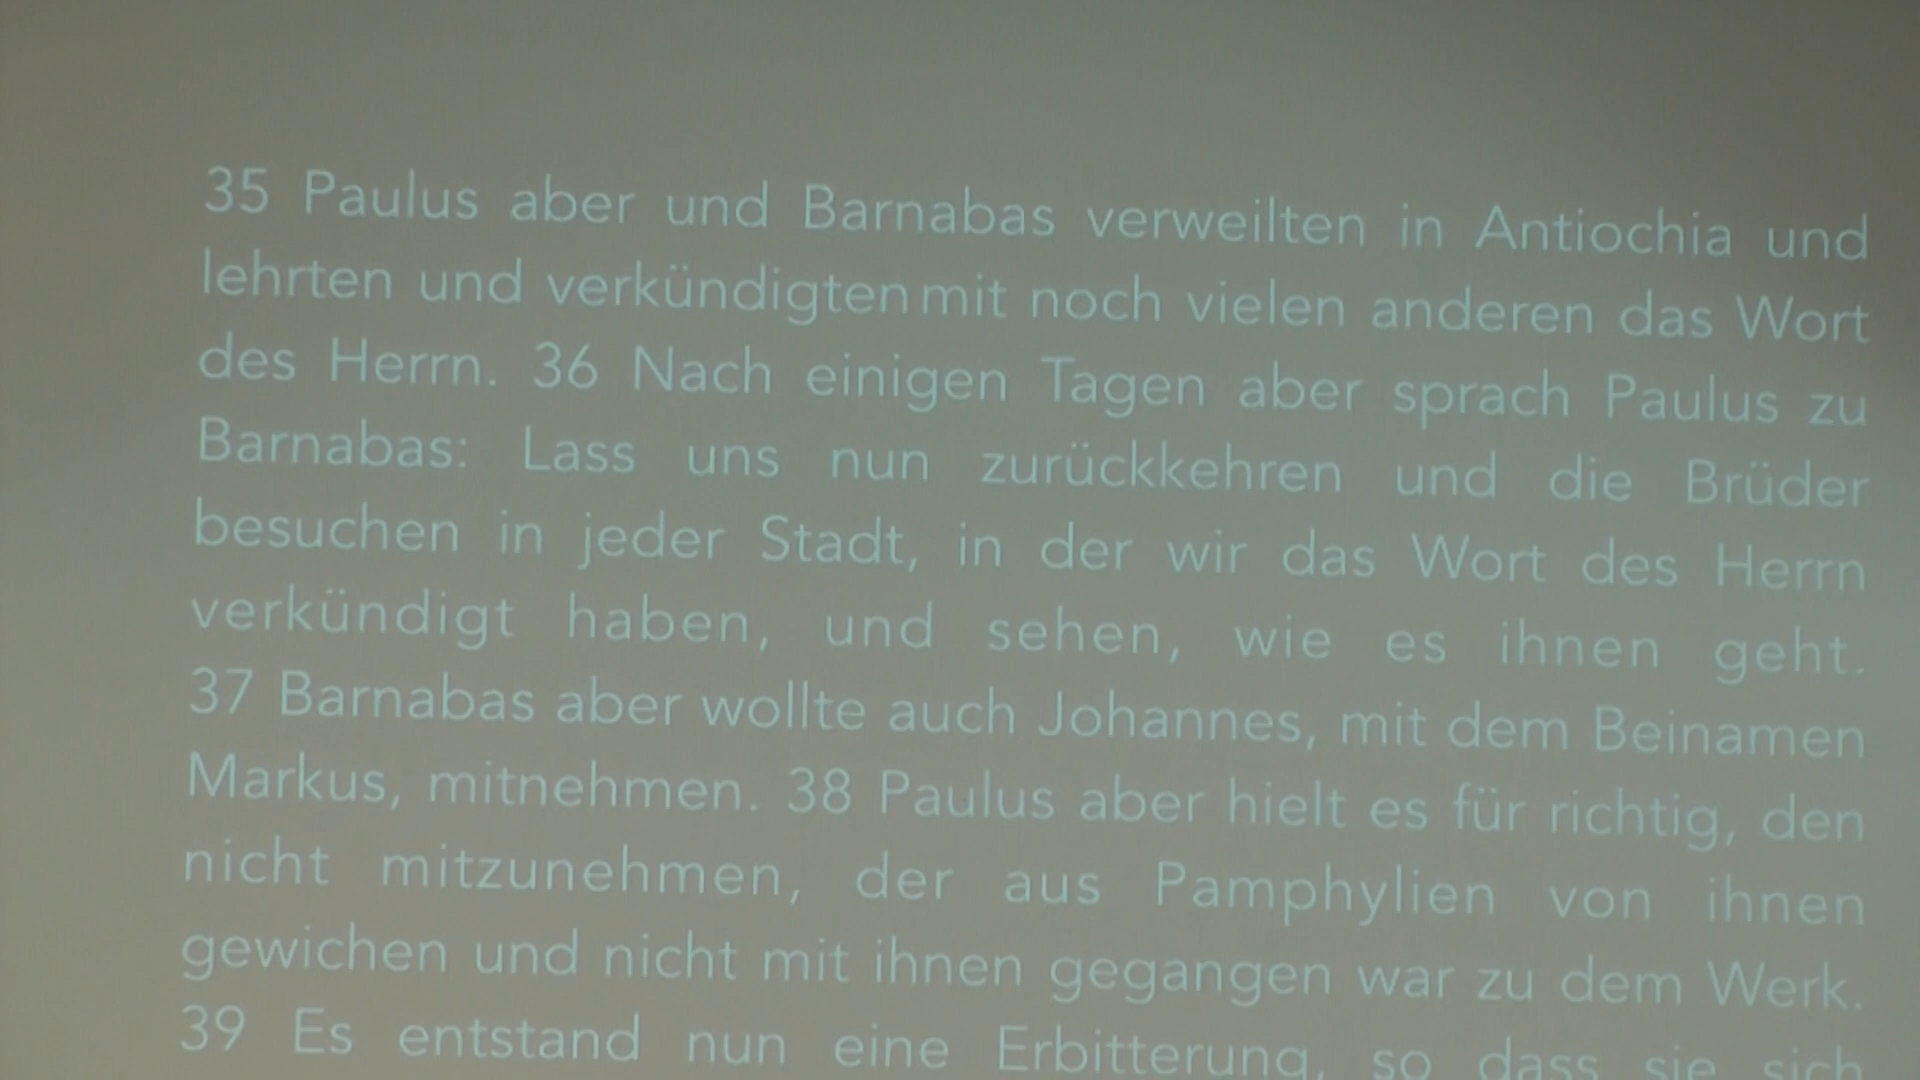 35 Paulus aber und Barnabas verweilten in Antiochia und
lehrten und verkündigten mit noch vielen anderen das Wort
des Herrn. 36 Nach einigen Tagen aber sprach Paulus zu
Barnabas: Lass uns nun zurückkehren und die Brüder
besuchen in jeder Stadt, in der wir das Wort des Herrn
verkündigt haben, und sehen, wie es ihnen geht.
37 Barnabas aber wollte auch Johannes, mit dem Beinamen
Markus, mitnehmen. 38 Paulus aber hielt es für richtig, den
nicht mitzunehmen, der aus Pamphylien von ihnen
gewichen und nicht mit ihnen gegangen war zu dem Werk.
39 Es entstand nun eine Erbitterung, so dass sie sich